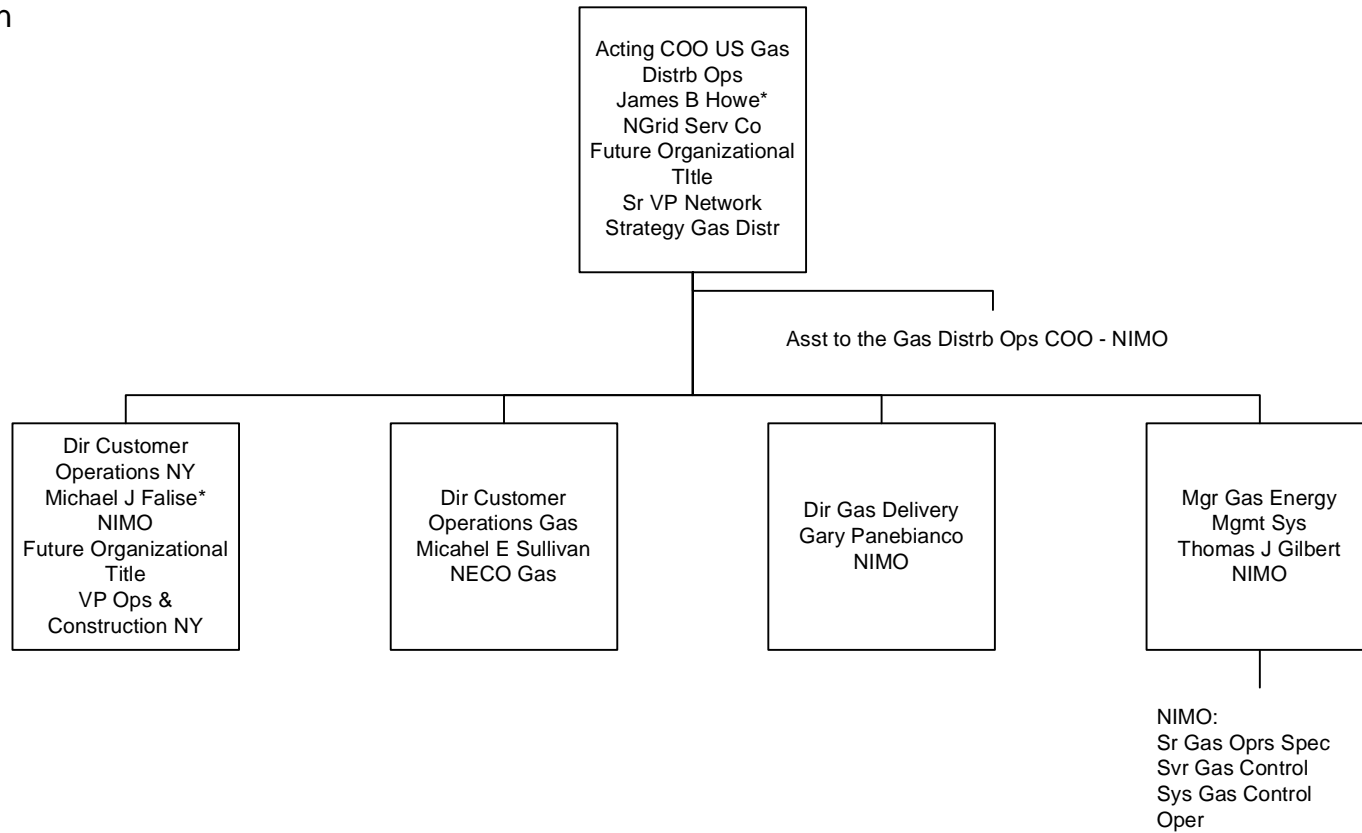 Acting COO US Gas
Distrb Ops
James B Howe*
NGrid Serv Co
Future Organizational
TItle
Sr VP Network
Strategy Gas Distr
Asst to the Gas Distrb Ops COO - NIMO
Dir Customer
Operations NY
Michael J Falise*
NIMO
Future Organizational
Title
VP Ops &
Construction NY
Dir Customer
Operations Gas
Micahel E Sullivan
NECO Gas
Dir Gas Delivery
Gary Panebianco
NIMO
Mgr Gas Energy
Mgmt Sys
Thomas J Gilbert
NIMO
NIMO:
Sr Gas Oprs Spec
Svr Gas Control
Sys Gas Control
Oper